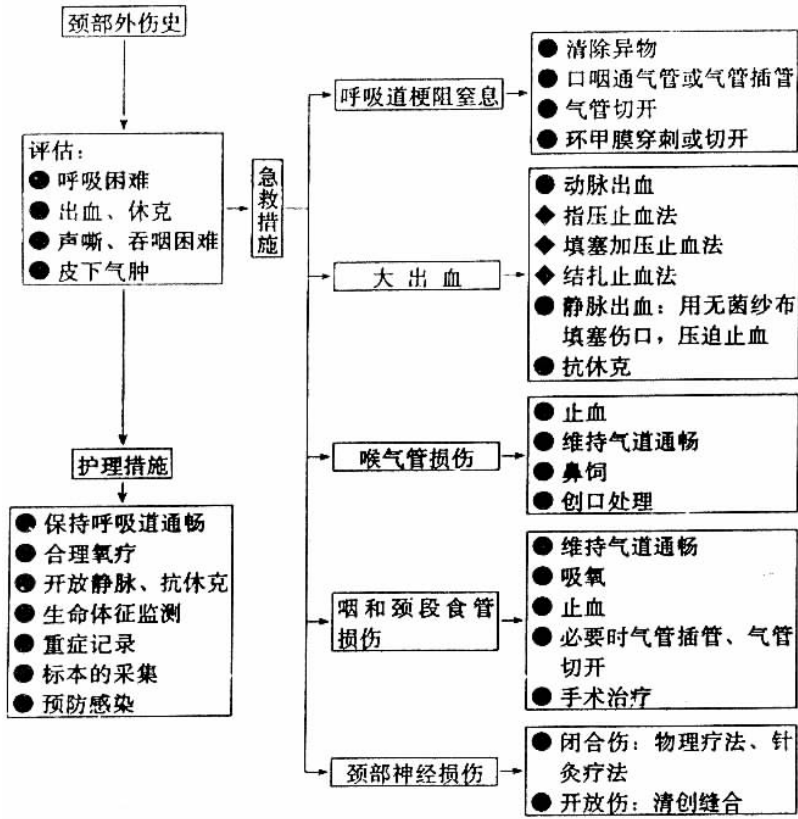 颈部外伤史
评估：
● 呼吸困难
● 出血、休克
● 声嘶、吞咽困难
● 皮下气肿
急救措施
护理措施
● 保持呼吸道通畅
● 合理氧疗
● 开放静脉、抗休克
● 生命体征监测
● 重症记录
● 标本的采集
● 预防感染
呼吸道梗阻窒息
● 清除异物
● 口咽通气管或气管插管
● 气管切开
● 环甲膜穿刺或切开
大出血
● 动脉出血
◆ 指压止血法
◆ 填塞加压止血法
◆ 结扎止血法
● 静脉出血：用无菌纱布
填塞伤口，压迫止血
● 抗休克
喉气管损伤
● 止血
● 维持气道通畅
● 鼻饲
● 创口处理
咽和颈段食管
损伤
● 维持气道通畅
● 吸氧
● 止血
● 必要时气管插管、气管
切开
● 手术治疗
颈部神经损伤
● 闭合伤：物理疗法、针
灸疗法
● 开放伤：清创缝合